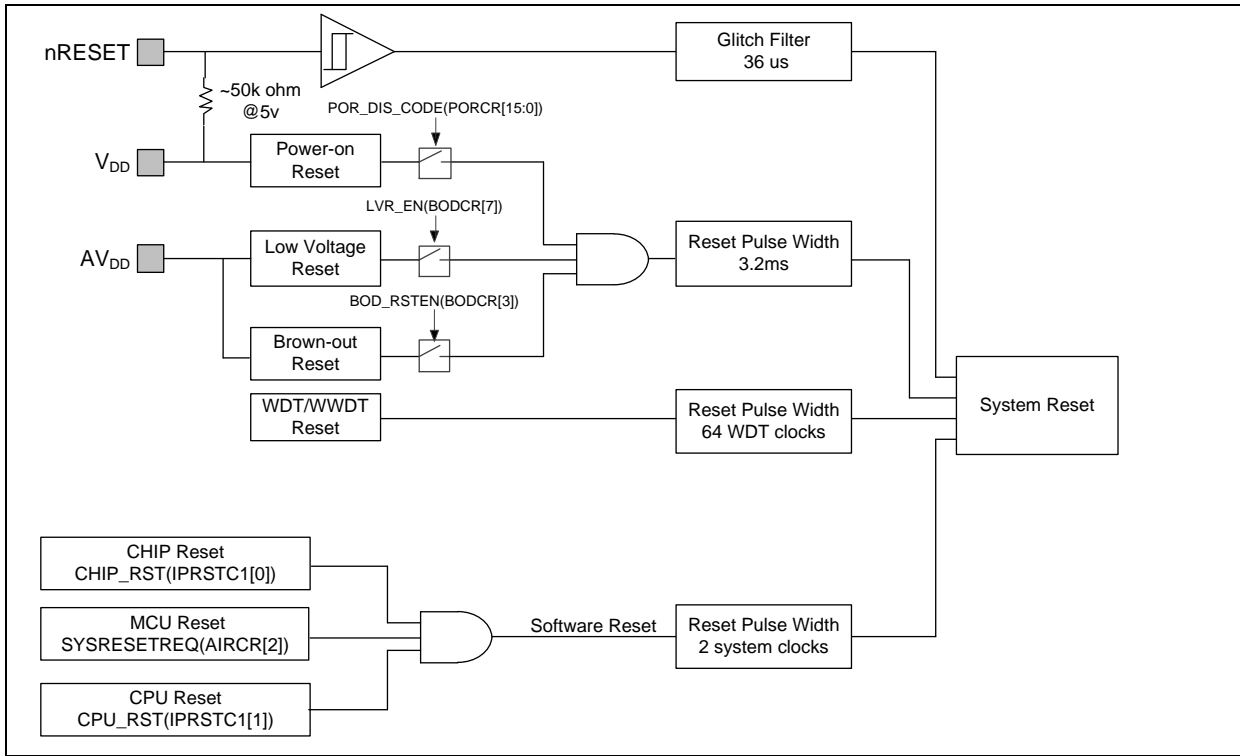 nRESET
Glitch Filter
36 us
~50k ohm
@5v
POR_DIS_CODE(PORCR[15:0])
VDD
Power-on
Reset
LVR_EN(BODCR[7])
AVDD
Low Voltage
Reset
Reset Pulse Width
3.2ms
BOD_RSTEN(BODCR[3])
Brown-out
Reset
WDT/WWDT
Reset
Reset Pulse Width
64 WDT clocks
System Reset
CHIP Reset
CHIP_RST(IPRSTC1[0])
MCU Reset
SYSRESETREQ(AIRCR[2])
Software Reset
Reset Pulse Width
2 system clocks
CPU Reset
CPU_RST(IPRSTC1[1])